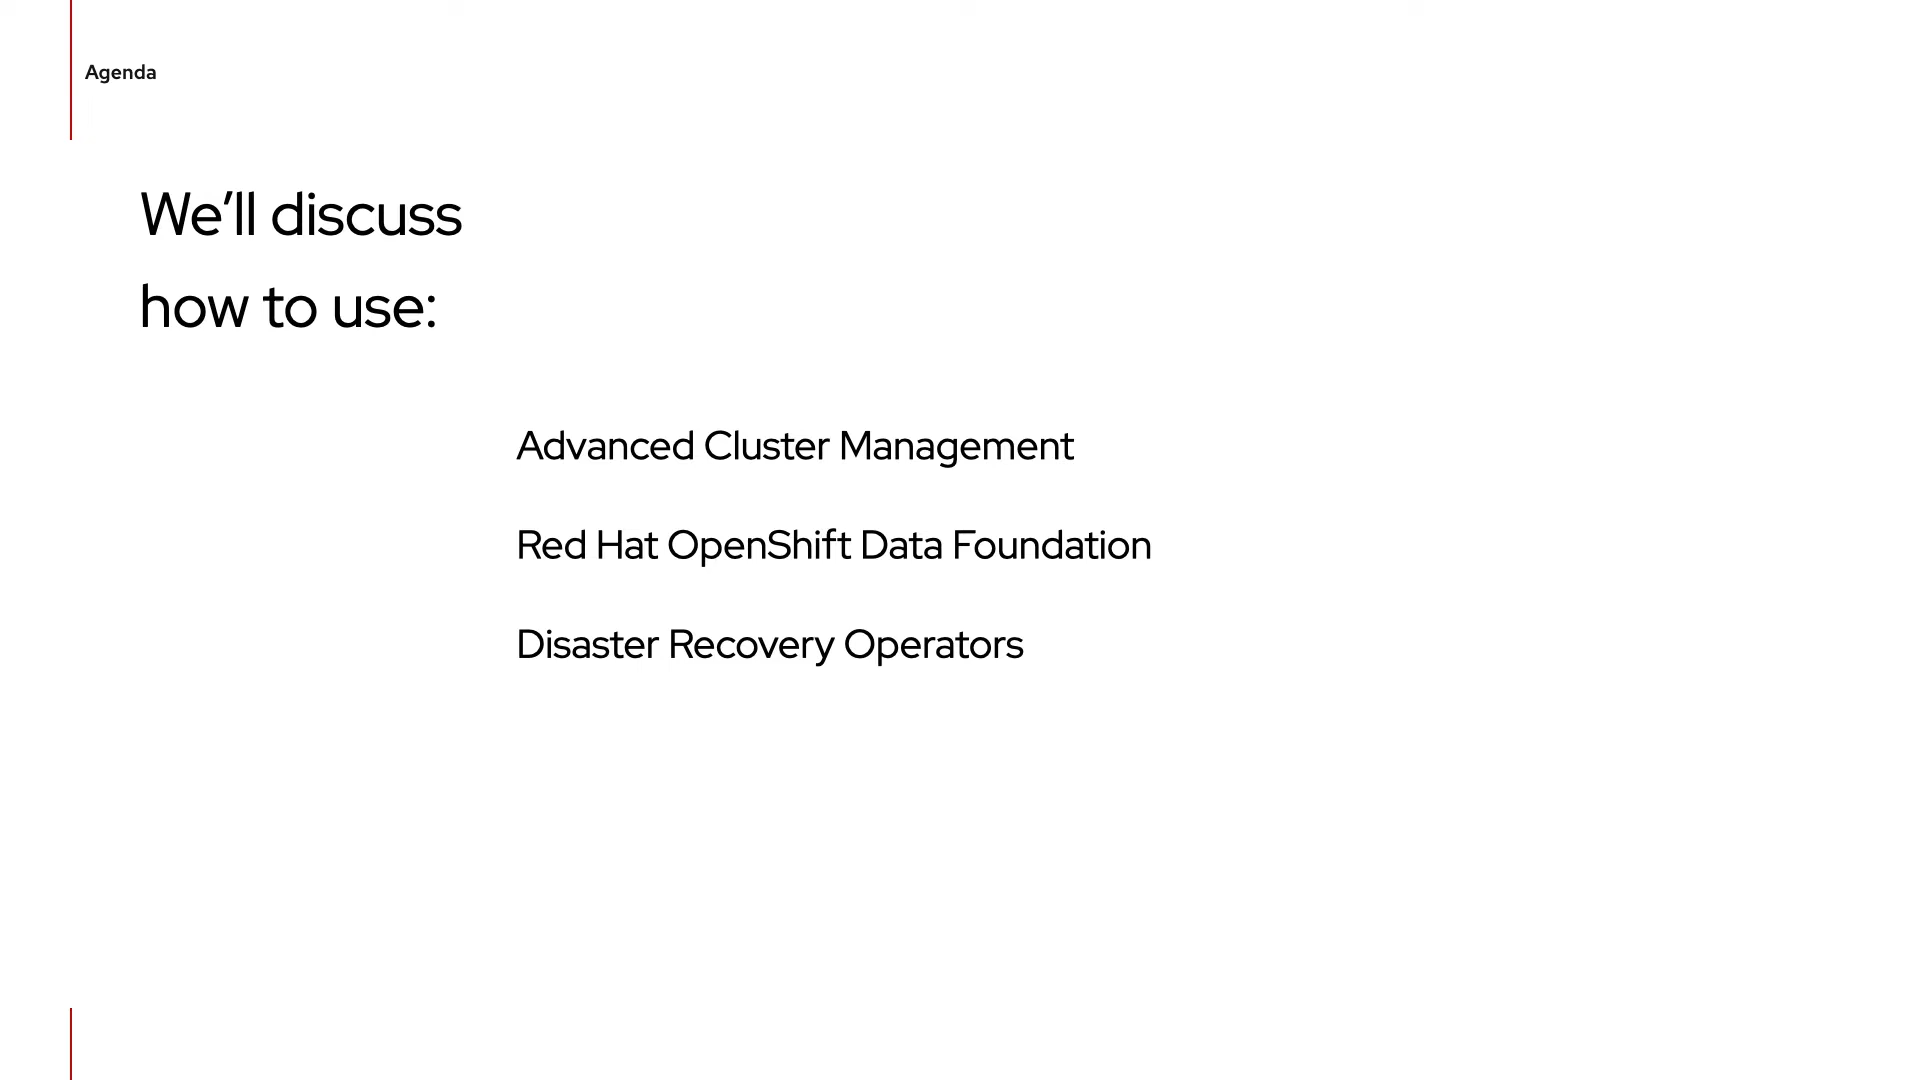 Agenda
We’ll discuss
how to use:
Advanced Cluster Management
Red Hat OpenShift Data Foundation
Disaster Recovery Operators